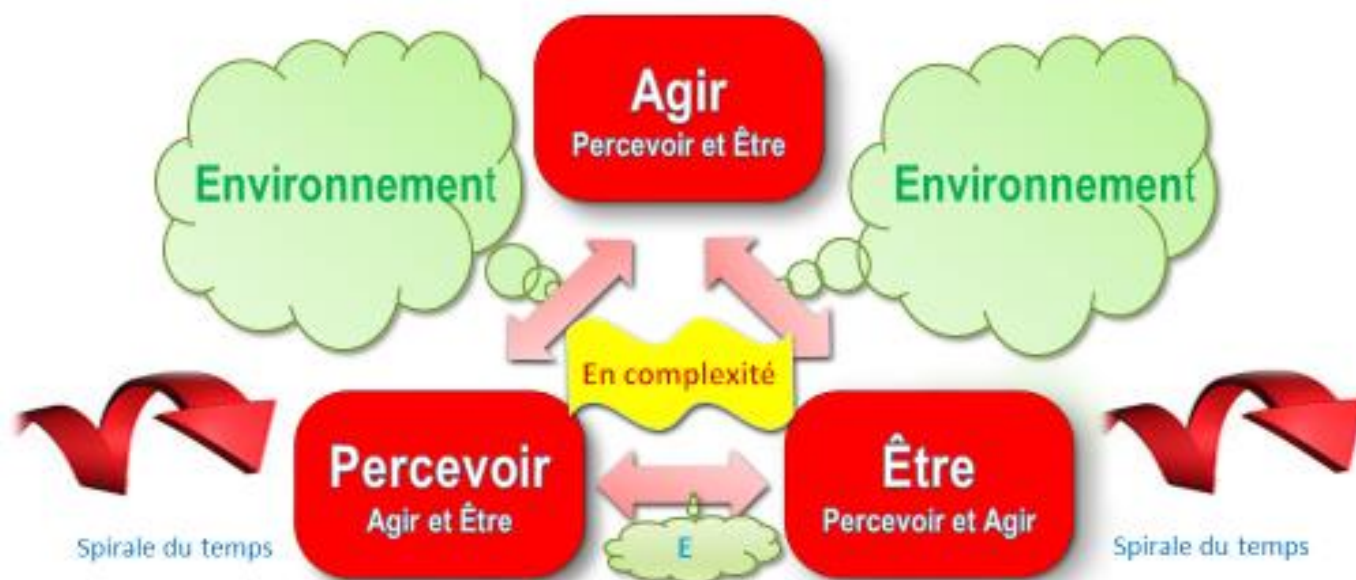 Agir
Percevoir et Être
Environnement
Environnement
En complexité
Percevoir
Agir et Être
Être
Percevoir et Agir
E
Spirale du temps
Spirale du temps